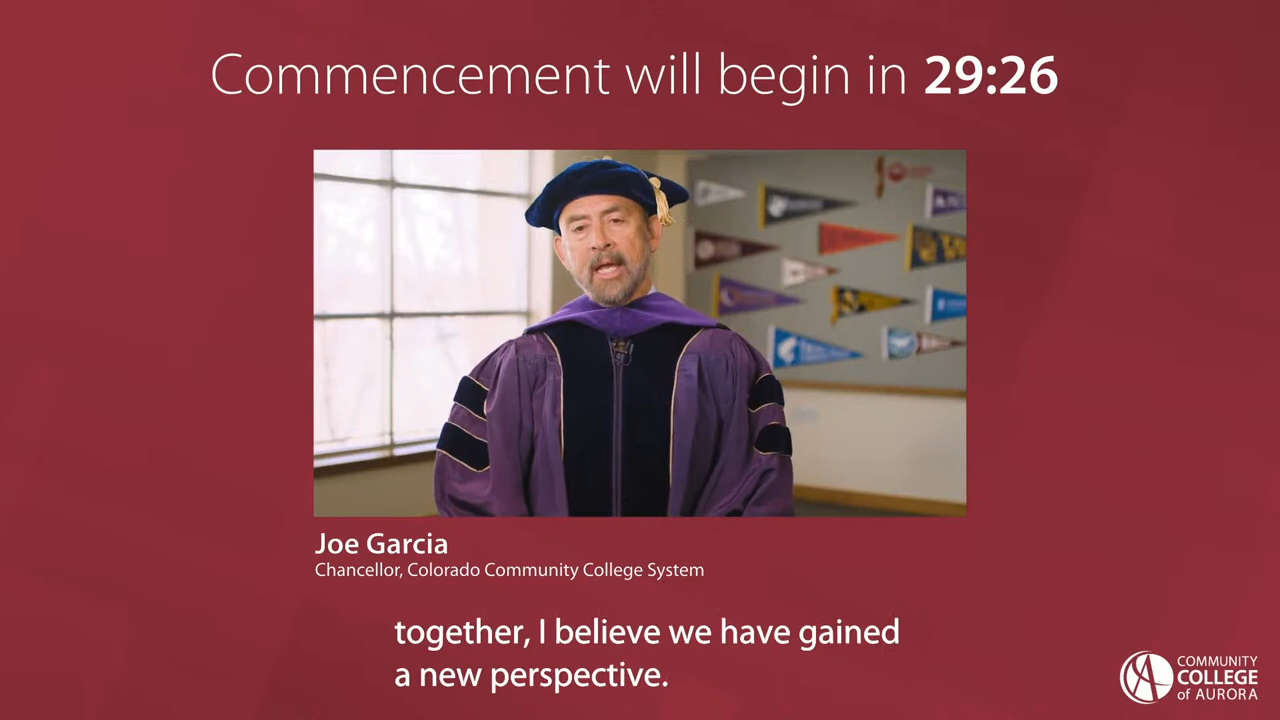 Commencement will begin in 29:26
Joe Garcia
Chancellor, Colorado Community College System
together, I believe we have gained
a new perspective.
COMMUNITY
COLLEGE
of AURORA